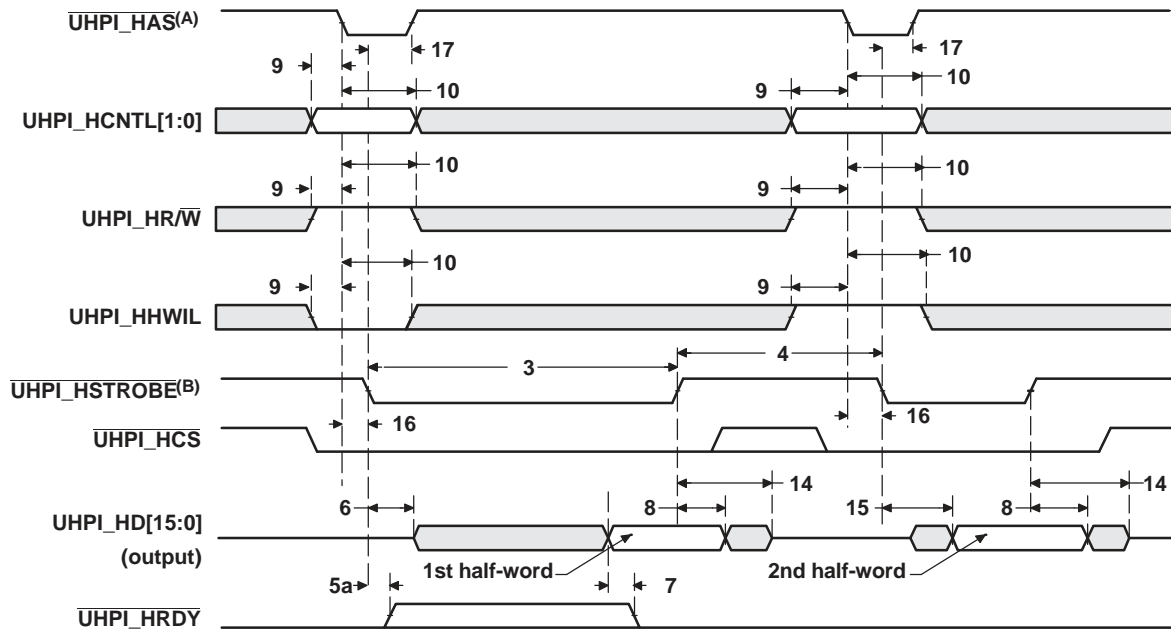 UHPI_HAS(A)
17
17
9
10
10
9
UHPI_HCNTL[1:0]
10
10
9
9
UHPI_HR/W
10
10
9
9
UHPI_HHWIL
4
3
UHPI_HSTROBE(B)
16
16
UHPI_HCS
14
14
6
8
15
8
UHPI_HD[15:0]
(output)
1st half-word
2nd half-word
5a
7
UHPI_HRDY